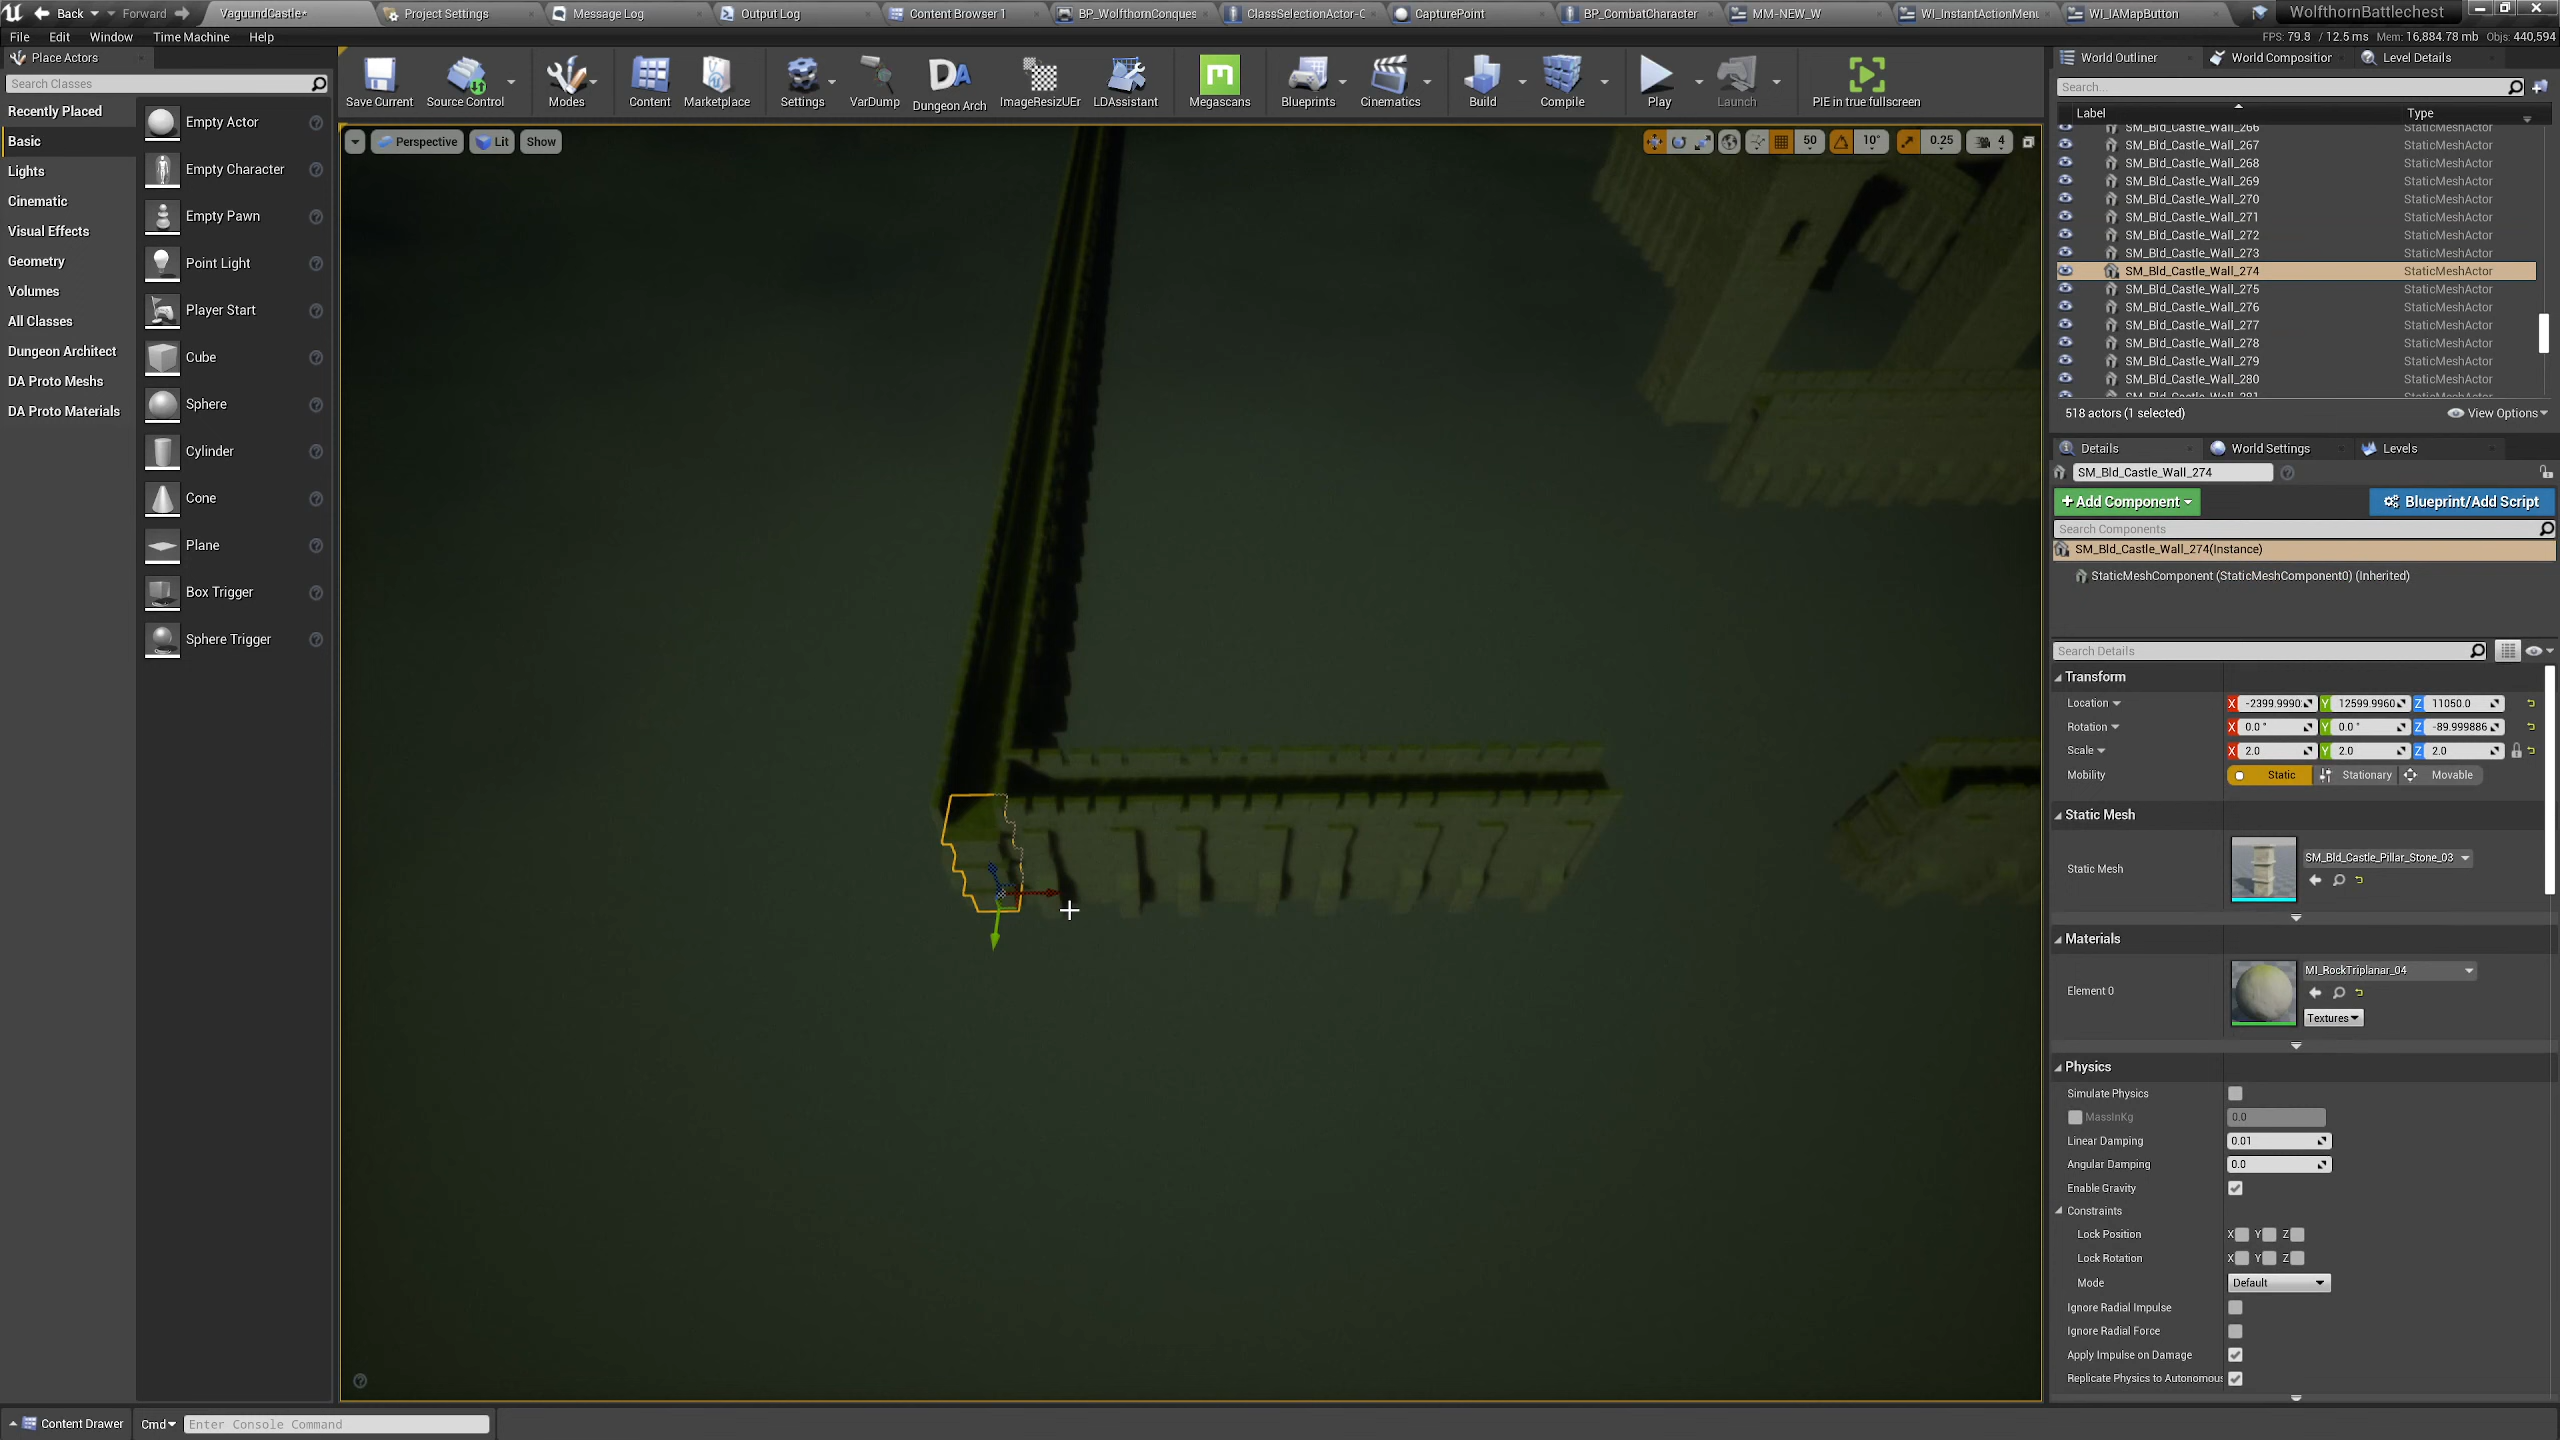 Back Forward VaguundCastle* Project Settings Message Log Output Log Content Browser 1 BP_WolfthornConques ClassSelectionActor-C CapturePoint BP_CombatCharacter MM-NEW_W WI_InstantActionMenu WI_IAMapButton WolfthornBattlechest
File Edit Window Time Machine Help
FPS: 79.8 / 12.5 ms Mem: 16,884.78 mb Objs: 440,594
Place Actors
Search Classes
Recently Placed
Basic
Lights
Cinematic
Visual Effects
Geometry
Volumes
All Classes
Dungeon Architect
DA Proto Meshs
DA Proto Materials
Empty Actor
Empty Character
Empty Pawn
Point Light
Player Start
Cube
Sphere
Cylinder
Cone
Plane
Box Trigger
Sphere Trigger
Save Current Source Control Modes Content Marketplace Settings VarDump Dungeon Arch ImageResizUEr LDAssistant Megascans Blueprints Cinematics Build Compile Play Launch PIE in true fullscreen
Perspective Lit Show
50 10° 0.25 4
World Outliner World Composition Level Details
Search...
Label Type
SM_Bld_Castle_Wall_266 StaticMeshActor
SM_Bld_Castle_Wall_267 StaticMeshActor
SM_Bld_Castle_Wall_268 StaticMeshActor
SM_Bld_Castle_Wall_269 StaticMeshActor
SM_Bld_Castle_Wall_270 StaticMeshActor
SM_Bld_Castle_Wall_271 StaticMeshActor
SM_Bld_Castle_Wall_272 StaticMeshActor
SM_Bld_Castle_Wall_273 StaticMeshActor
SM_Bld_Castle_Wall_274 StaticMeshActor
SM_Bld_Castle_Wall_275 StaticMeshActor
SM_Bld_Castle_Wall_276 StaticMeshActor
SM_Bld_Castle_Wall_277 StaticMeshActor
SM_Bld_Castle_Wall_278 StaticMeshActor
SM_Bld_Castle_Wall_279 StaticMeshActor
SM_Bld_Castle_Wall_280 StaticMeshActor
SM_Bld_Castle_Wall_281 StaticMeshActor
518 actors (1 selected) View Options
Details World Settings Levels
SM_Bld_Castle_Wall_274
+Add Component Blueprint/Add Script
Search Components
SM_Bld_Castle_Wall_274(Instance)
StaticMeshComponent (StaticMeshComponent0) (Inherited)
Search Details
Transform
Location X -2399.9990 Y 12599.9960 Z 11050.0
Rotation X 0.0 ° Y 0.0 ° Z -89.999886
Scale X 2.0 Y 2.0 Z 2.0
Mobility Static Stationary Movable
Static Mesh
Static Mesh SM_Bld_Castle_Pillar_Stone_03
Materials
Element 0 MI_RockTriplanar_04
Textures
Physics
Simulate Physics
MassInKg 0.0
Linear Damping 0.01
Angular Damping 0.0
Enable Gravity
Constraints
Lock Position X Y Z
Lock Rotation X Y Z
Mode Default
Ignore Radial Impulse
Ignore Radial Force
Apply Impulse on Damage
Replicate Physics to Autonomous
Content Drawer Cmd Enter Console Command